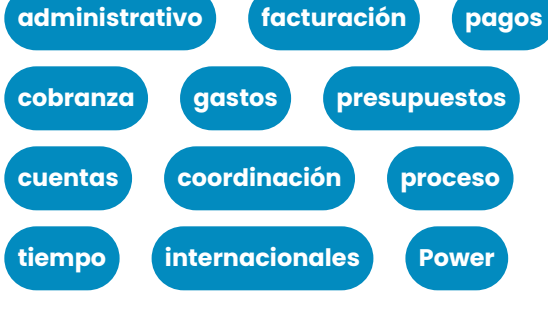 administrativo facturación pagos
cobranza gastos presupuestos
cuentas coordinación proceso
tiempo internacionales Power